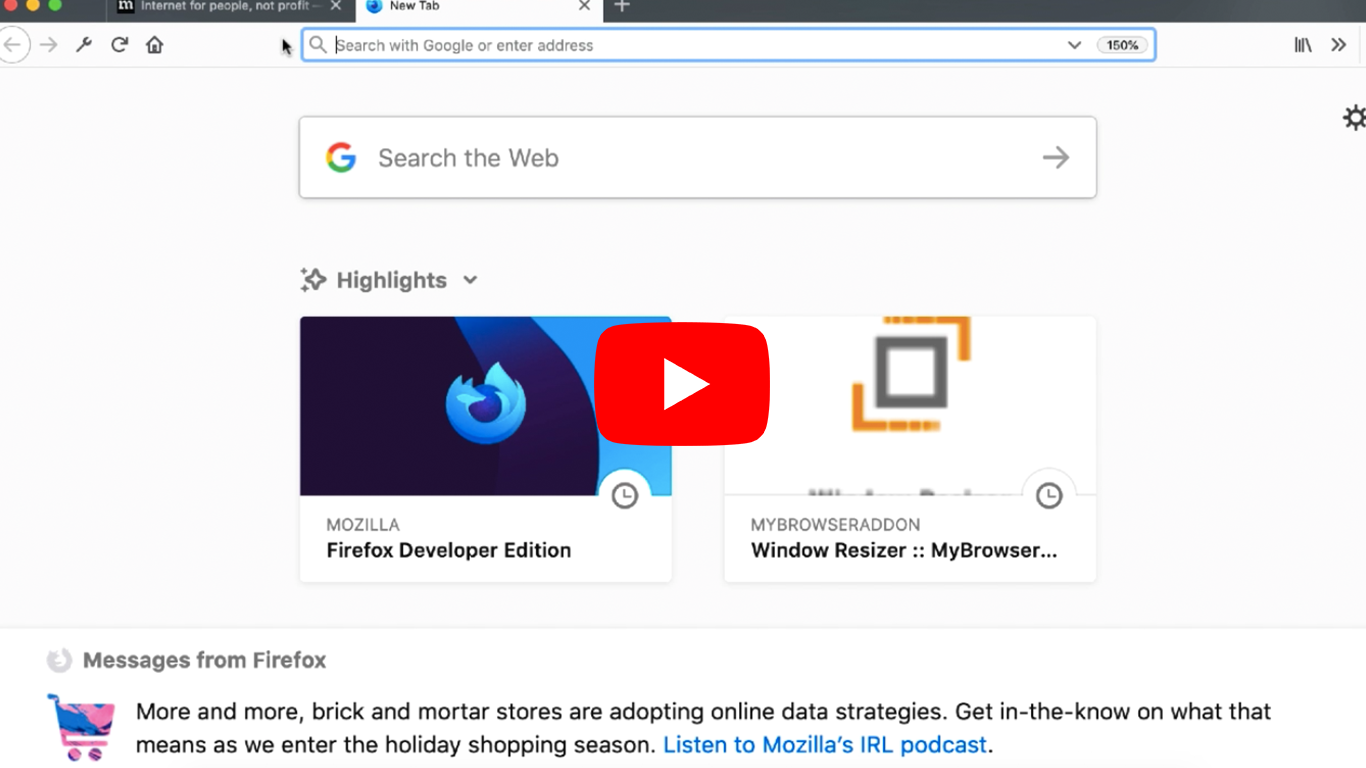 Internet for people, not profit —
New Tab
Search with Google or enter address
150%
Search the Web
Highlights
MOZILLA
Firefox Developer Edition
MYBROWSERADDON
Window Resizer :: MyBrowser...
Messages from Firefox
More and more, brick and mortar stores are adopting online data strategies. Get in-the-know on what that
means as we enter the holiday shopping season. Listen to Mozilla's IRL podcast.